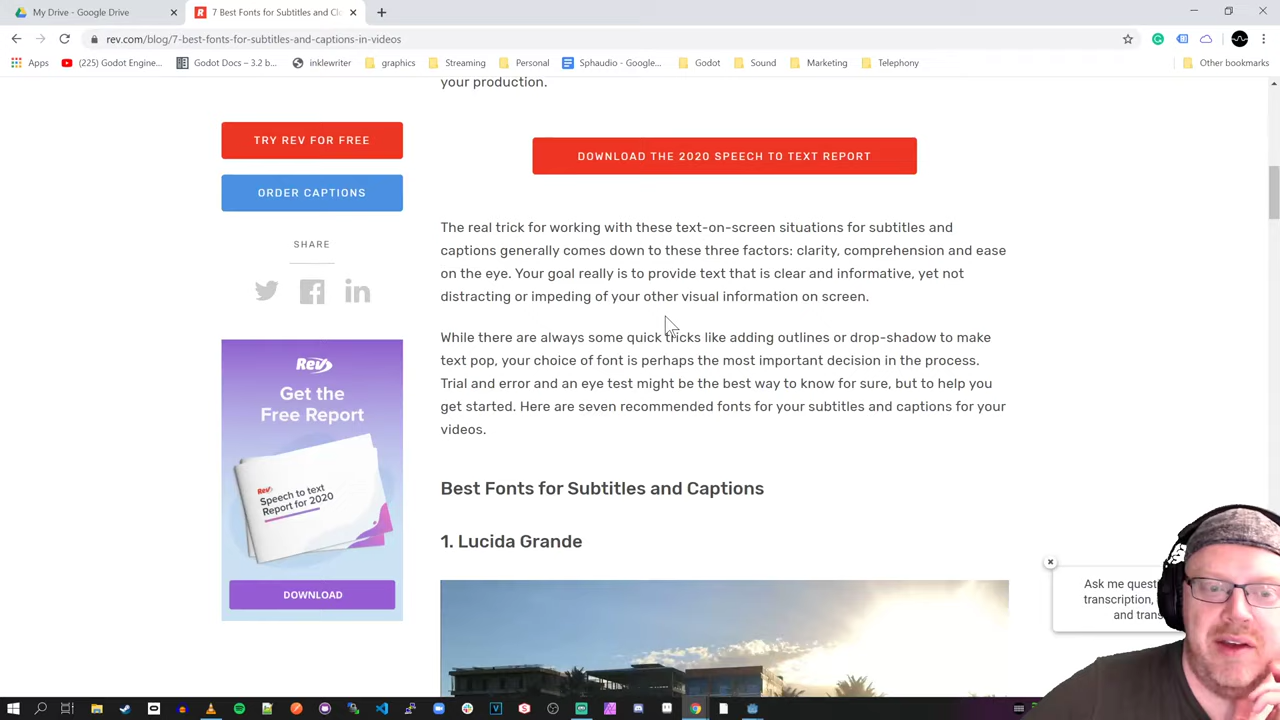 My Drive - Google Drive
7 Best Fonts for Subtitles and Cl
rev.com/blog/7-best-fonts-for-subtitles-and-captions-in-videos
Apps
(225) Godot Engine...
Godot Docs – 3.2 b...
inklewriter
graphics
Streaming
Personal
Sphaudio - Google...
Godot
Sound
Marketing
Telephony
Other bookmarks
your production.
TRY REV FOR FREE
ORDER CAPTIONS
SHARE
DOWNLOAD THE 2020 SPEECH TO TEXT REPORT
The real trick for working with these text-on-screen situations for subtitles and
captions generally comes down to these three factors: clarity, comprehension and ease
on the eye. Your goal really is to provide text that is clear and informative, yet not
distracting or impeding of your other visual information on screen.
While there are always some quick tricks like adding outlines or drop-shadow to make
text pop, your choice of font is perhaps the most important decision in the process.
Trial and error and an eye test might be the best way to know for sure, but to help you
get started. Here are seven recommended fonts for your subtitles and captions for your
videos.
Best Fonts for Subtitles and Captions
1. Lucida Grande
Rev
Get the
Free Report
Rev
Speech to text
Report for 2020
DOWNLOAD
Ask me quest
transcription,
and trans